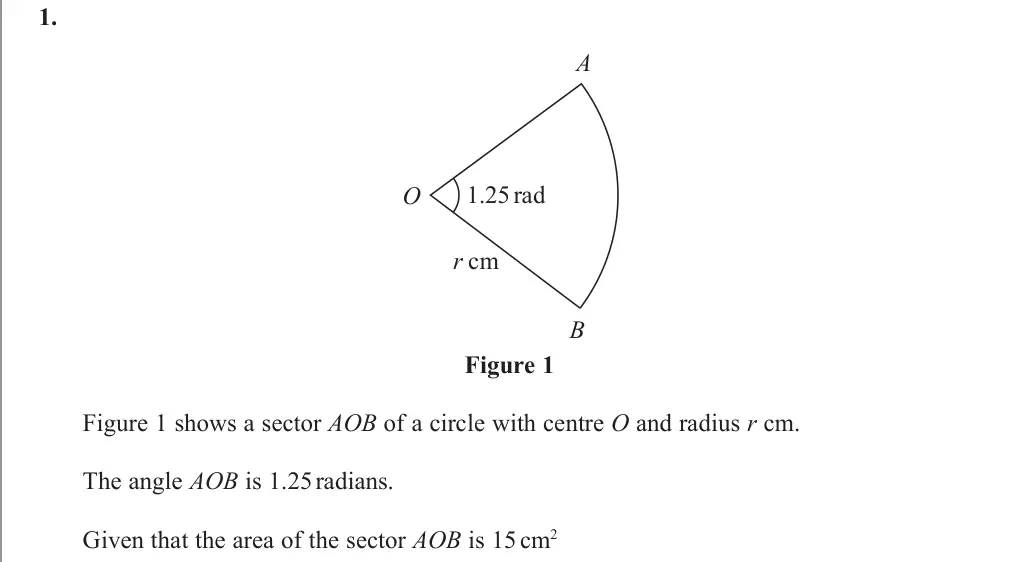 1.
A
O
1.25 rad
r cm
B
Figure 1
Figure 1 shows a sector AOB of a circle with centre O and radius r cm.
The angle AOB is 1.25 radians.
Given that the area of the sector AOB is 15 cm²